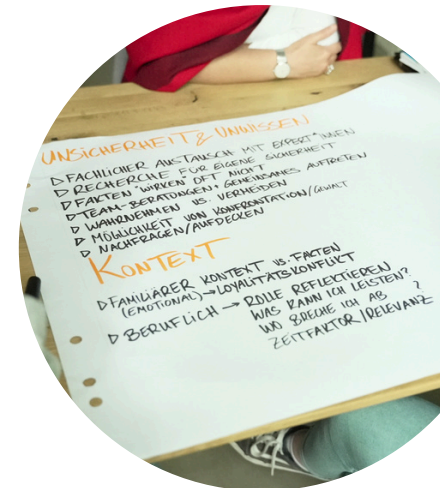 UNSICHERHEIT & UNWISSEN
▷ FACHLICHER AUSTAUSCH MIT EXPERT*INNEN
▷ RECHERCHE FÜR EIGENE SICHERHEIT
▷ FAKTEN "WIRKEN" OFT NICHT
▷ TEAM-BERATUNGEN + GEMEINSAMES AUFTRETEN
▷ WAHRNEHMEN VS. VERMEIDEN
▷ MÖGLICHKEIT VON KONFRONTATION/GEWALT
▷ NACHFRAGEN/AUFDECKEN
KONTEXT
▷ FAMILIÄRER KONTEXT VS. FAKTEN
(EMOTIONAL) → LOYALITÄTSKONFLIKT
▷ BERUFLICH → ROLLE REFLEKTIEREN
WAS KANN ICH LEISTEN?
WO BRECHE ICH AB ?
ZEITFAKTOR/RELEVANZ